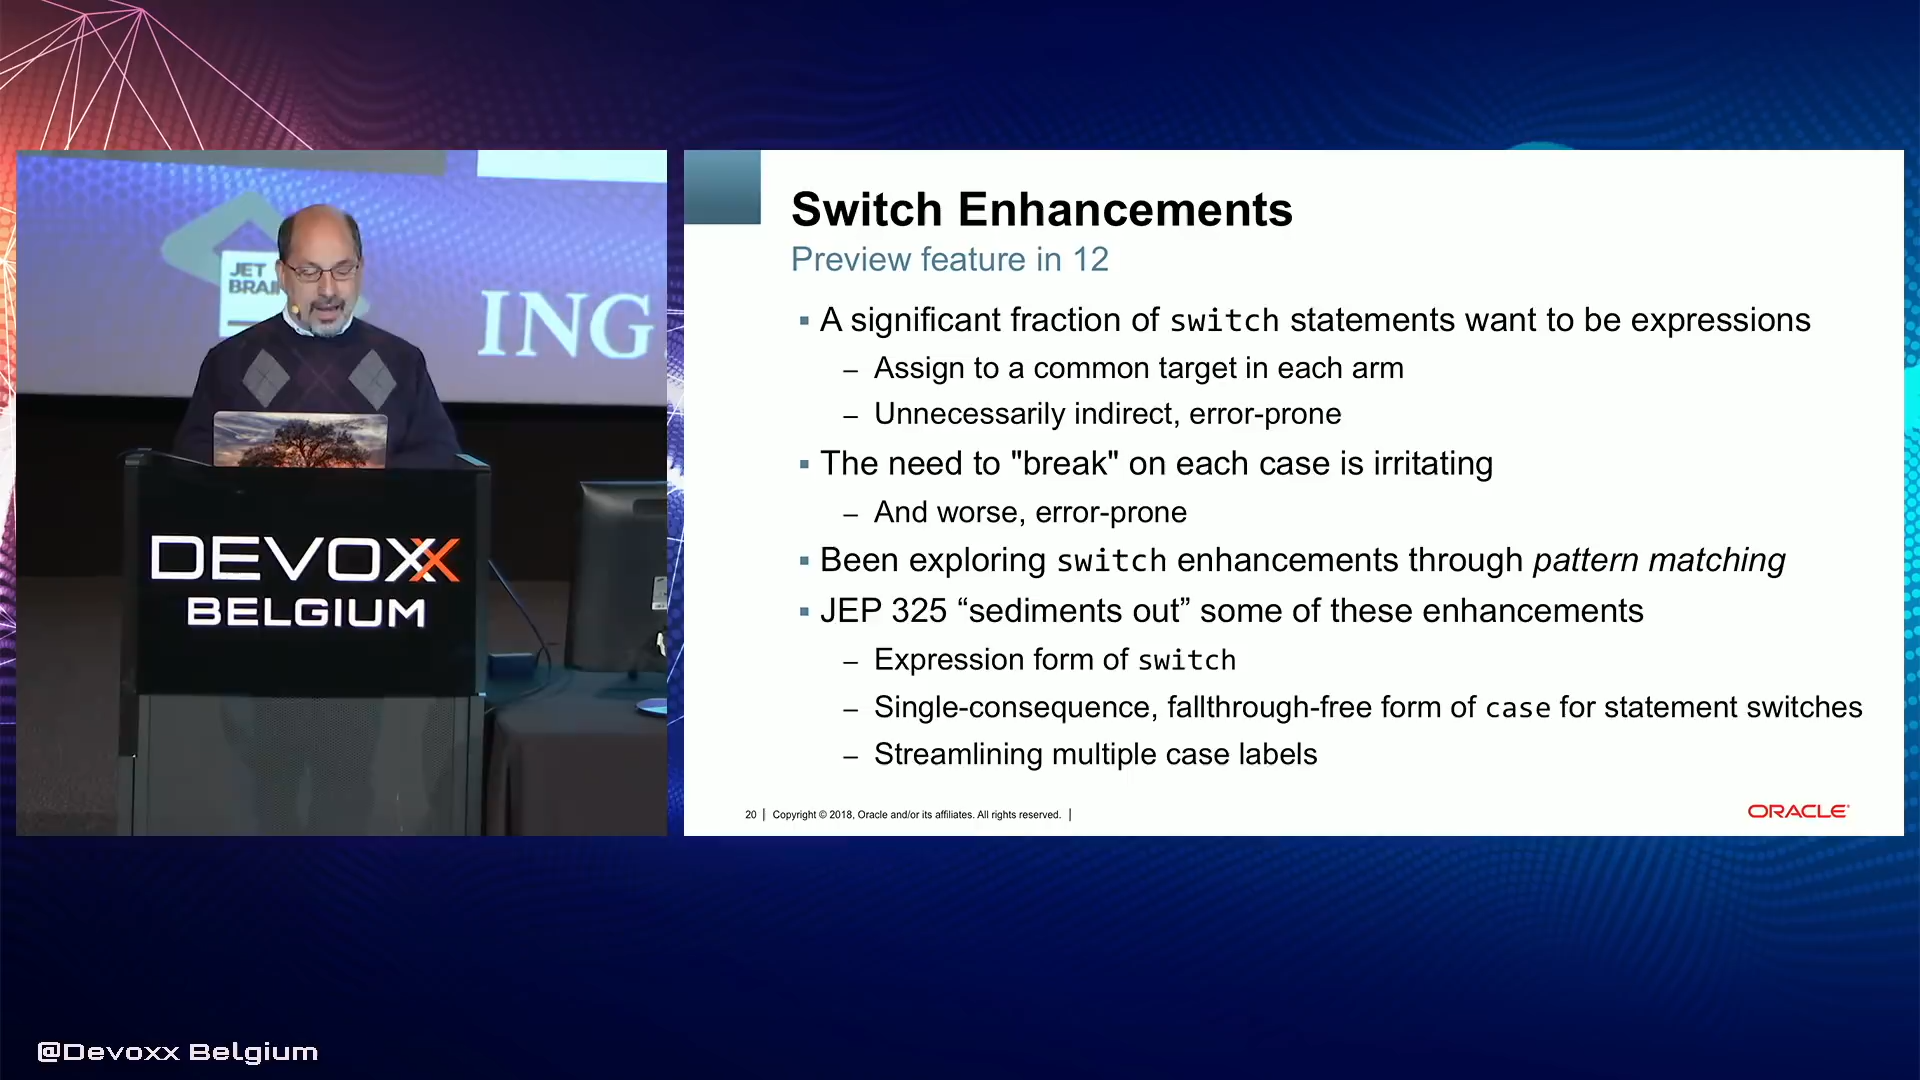 JET
BRAI
ING
DEVOXX
BELGIUM
Switch Enhancements
Preview feature in 12
▪ A significant fraction of switch statements want to be expressions
– Assign to a common target in each arm
– Unnecessarily indirect, error-prone
▪ The need to "break" on each case is irritating
– And worse, error-prone
▪ Been exploring switch enhancements through pattern matching
▪ JEP 325 “sediments out” some of these enhancements
– Expression form of switch
– Single-consequence, fallthrough-free form of case for statement switches
– Streamlining multiple case labels
20 | Copyright © 2018, Oracle and/or its affiliates. All rights reserved. |
ORACLE
@Devoxx Belgium